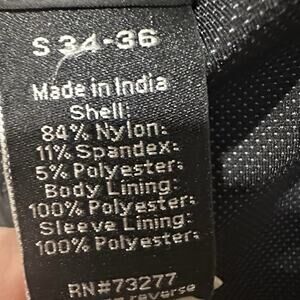 S 34-36
Made in India
Shell:
84% Nylon:
11% Spandex:
5% Polyester:
Body Lining:
100% Polyester:
Sleeve Lining:
100% Polyester:
RN#73277
reverse